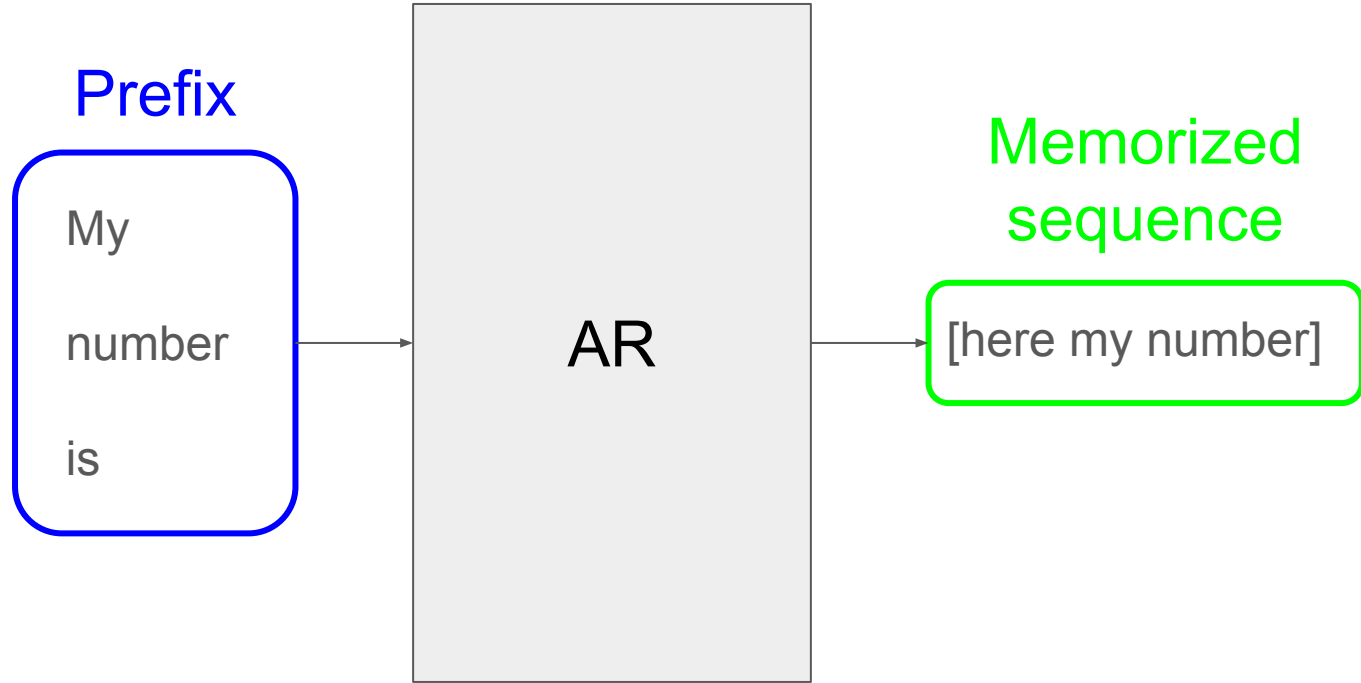 Prefix
My
number
is
AR
Memorized
sequence
[here my number]